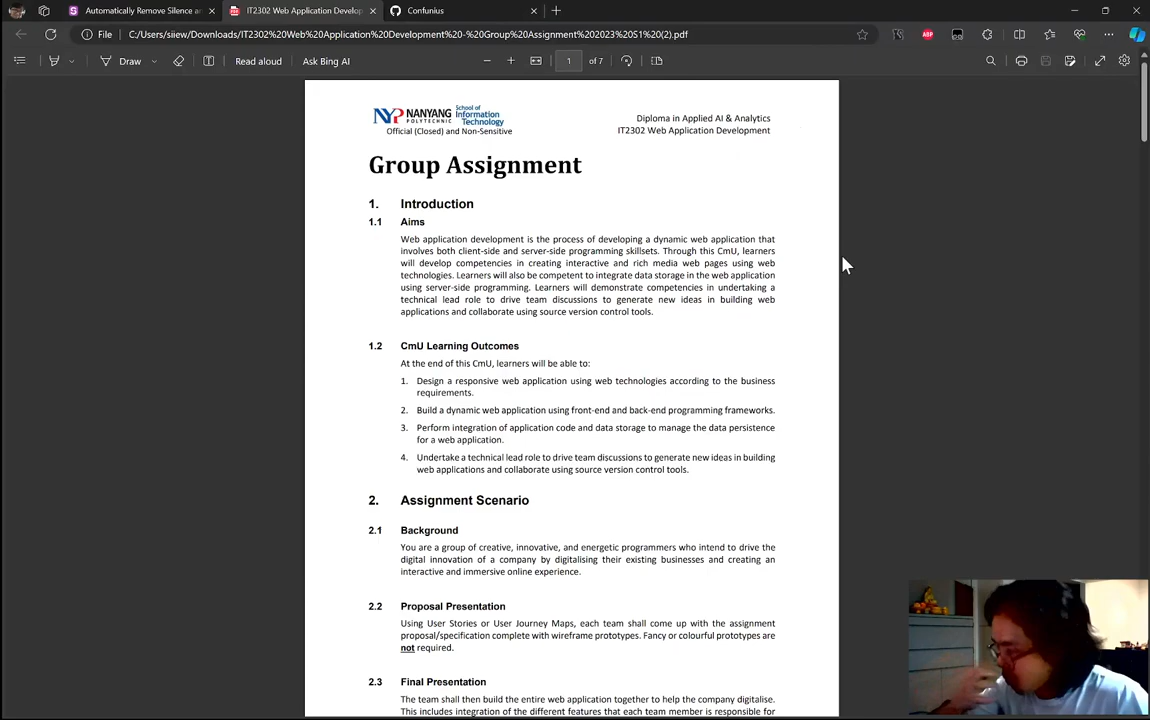 Automatically Remove Silence a
IT2302 Web Application Develop
Confunius
File
C:/Users/siiew/Downloads/IT2302%20Web%20Application%20Development%20-%20Group%20Assignment%202023%20S1%20(2).pdf
ABP
Draw
Read aloud
Ask Bing AI
1
of 7
NYP NANYANG POLYTECHNIC
School of Information Technology
Official (Closed) and Non-Sensitive
Diploma in Applied AI & Analytics
IT2302 Web Application Development
Group Assignment
1. Introduction
1.1 Aims
Web application development is the process of developing a dynamic web application that
involves both client-side and server-side programming skillsets. Through this CmU, learners
will develop competencies in creating interactive and rich media web pages using web
technologies. Learners will also be competent to integrate data storage in the web application
using server-side programming. Learners will demonstrate competencies in undertaking a
technical lead role to drive team discussions to generate new ideas in building web
applications and collaborate using source version control tools.
1.2 CmU Learning Outcomes
At the end of this CmU, learners will be able to:
1. Design a responsive web application using web technologies according to the business
requirements.
2. Build a dynamic web application using front-end and back-end programming frameworks.
3. Perform integration of application code and data storage to manage the data persistence
for a web application.
4. Undertake a technical lead role to drive team discussions to generate new ideas in building
web applications and collaborate using source version control tools.
2. Assignment Scenario
2.1 Background
You are a group of creative, innovative, and energetic programmers who intend to drive the
digital innovation of a company by digitalising their existing businesses and creating an
interactive and immersive online experience.
2.2 Proposal Presentation
Using User Stories or User Journey Maps, each team shall come up with the assignment
proposal/specification complete with wireframe prototypes. Fancy or colourful prototypes are
not required.
2.3 Final Presentation
The team shall then build the entire web application together to help the company digitalise.
This includes integration of the different features that each team member is responsible for